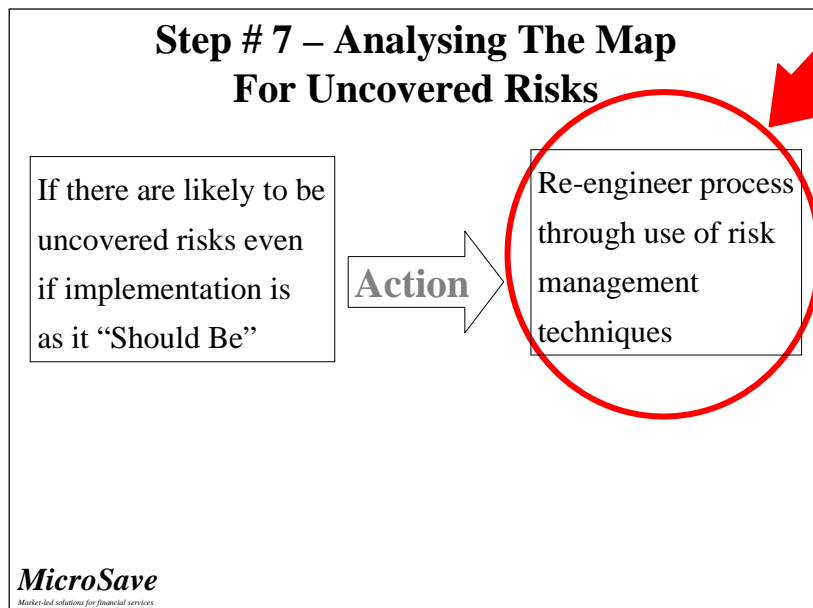 Step # 7 – Analysing The Map
For Uncovered Risks
If there are likely to be
uncovered risks even
if implementation is
as it “Should Be”
Action
Re-engineer process
through use of risk
management
techniques
MicroSave
Market-led solutions for financial services